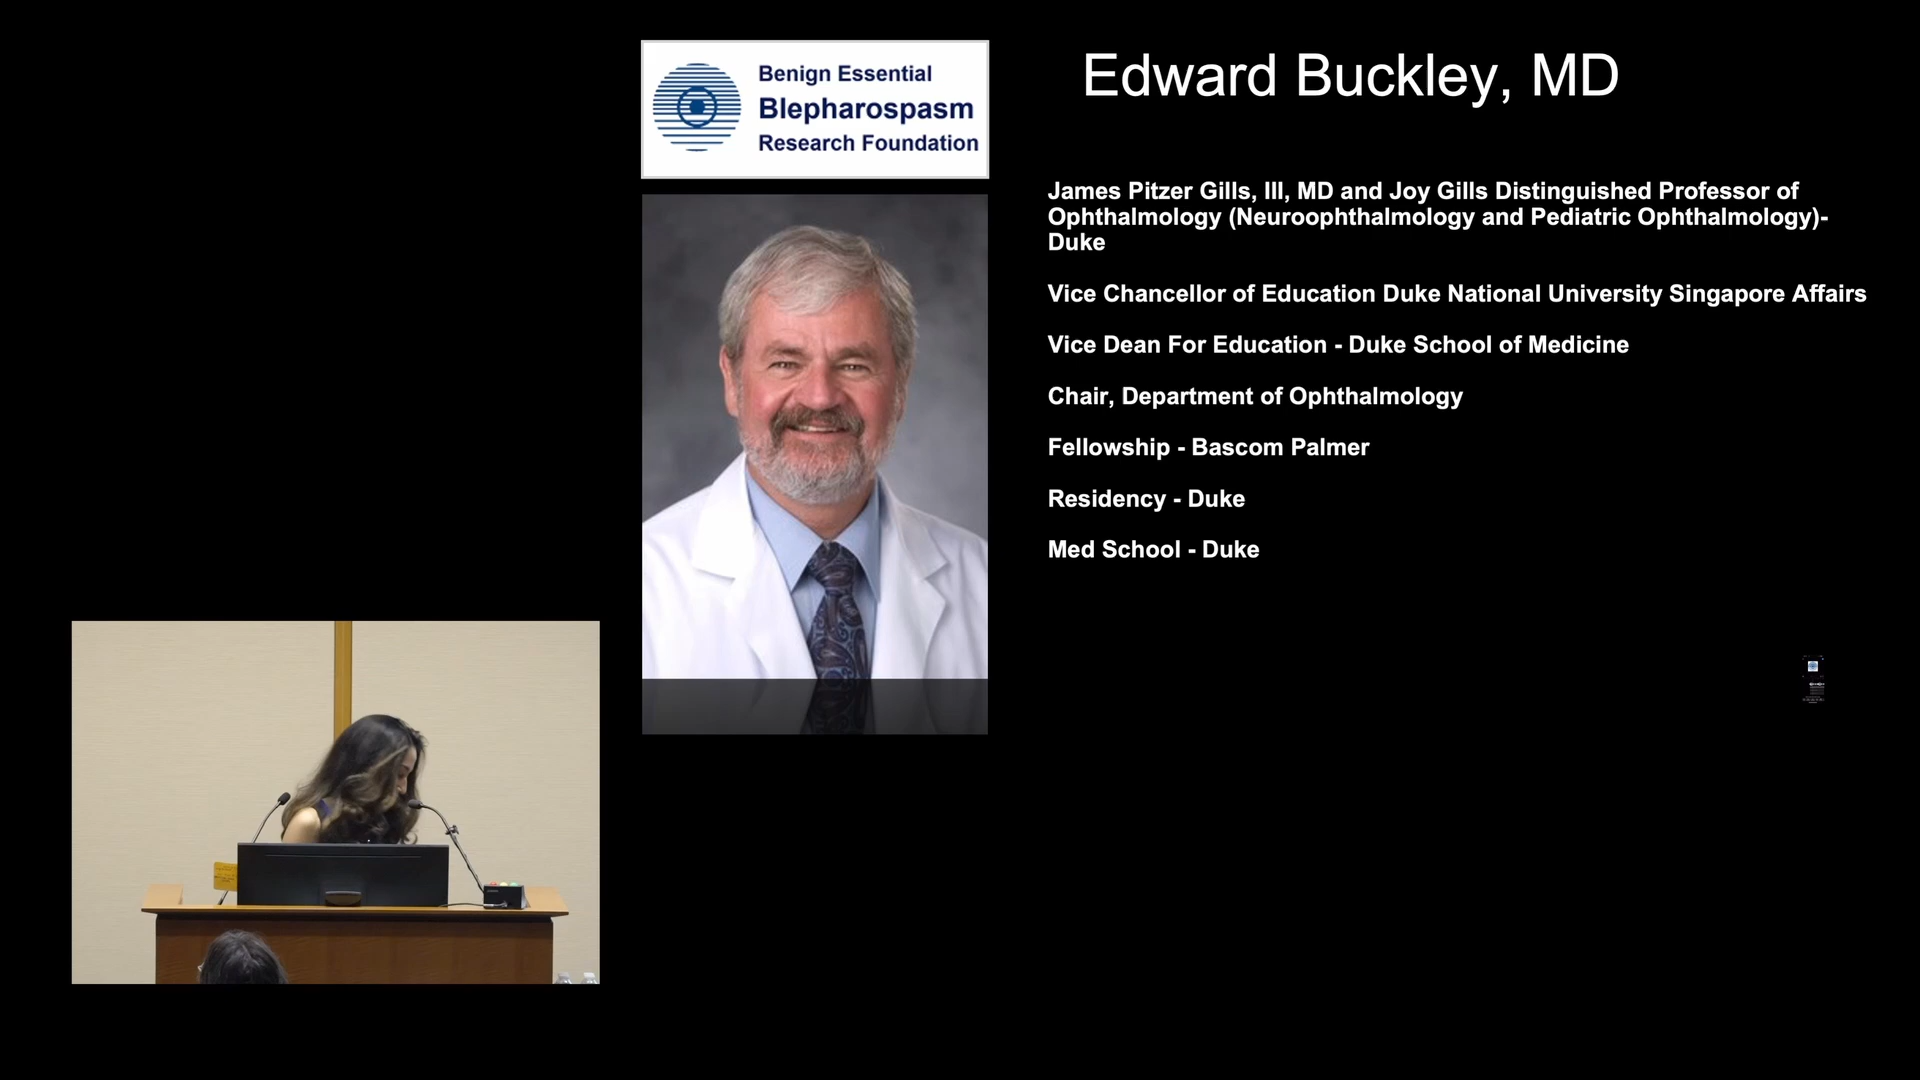 Benign Essential
Blepharospasm
Research Foundation
Edward Buckley, MD
James Pitzer Gills, III, MD and Joy Gills Distinguished Professor of
Ophthalmology (Neuroophthalmology and Pediatric Ophthalmology)-
Duke
Vice Chancellor of Education Duke National University Singapore Affairs
Vice Dean For Education - Duke School of Medicine
Chair, Department of Ophthalmology
Fellowship - Bascom Palmer
Residency - Duke
Med School - Duke